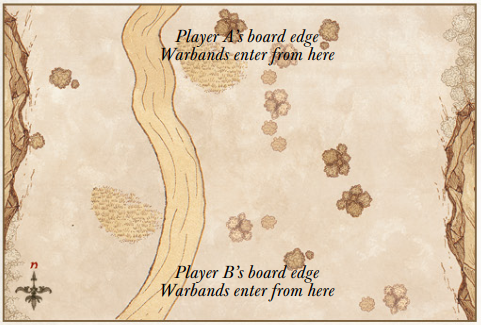 Player A's board edge
Warbands enter from here
Player B's board edge
Warbands enter from here
n